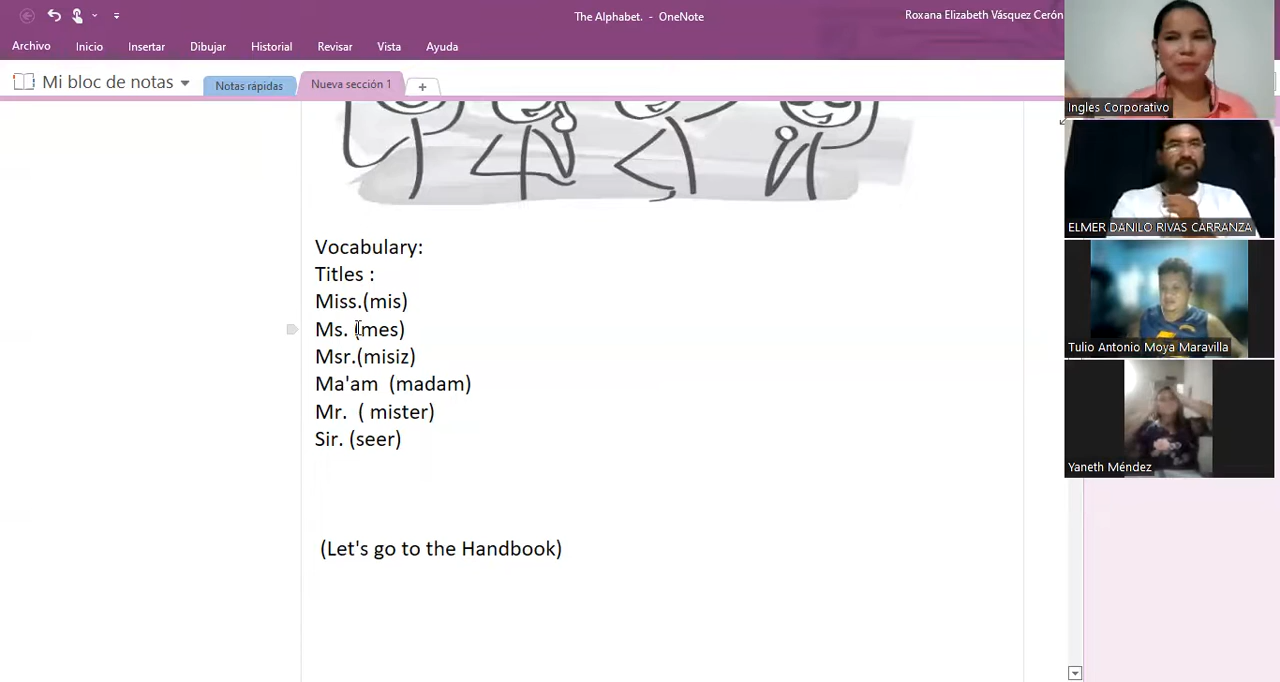 The Alphabet. - OneNote
Roxana Elizabeth Vásquez Cerón
Archivo Inicio Insertar Dibujar Historial Revisar Vista Ayuda
Mi bloc de notas Notas rápidas Nueva sección 1 +
Vocabulary:
Titles :
Miss.(mis)
Ms. (mes)
Msr.(misiz)
Ma'am (madam)
Mr. ( mister)
Sir. (seer)
(Let's go to the Handbook)
Ingles Corporativo
ELMER DANILO RIVAS CARRANZA
Tulio Antonio Moya Maravilla
Yaneth Méndez